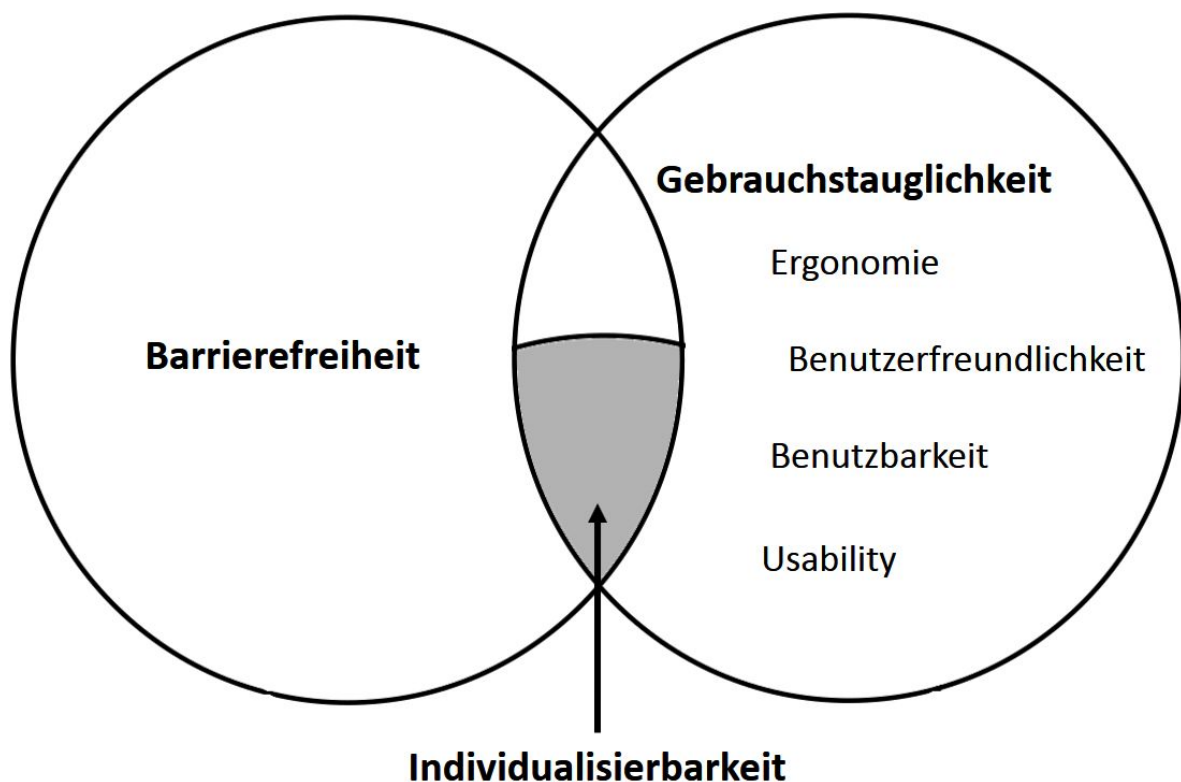 Gebrauchstauglichkeit
Ergonomie
Barrierefreiheit
Benutzerfreundlichkeit
Benutzbarkeit
Usability
Individualisierbarkeit